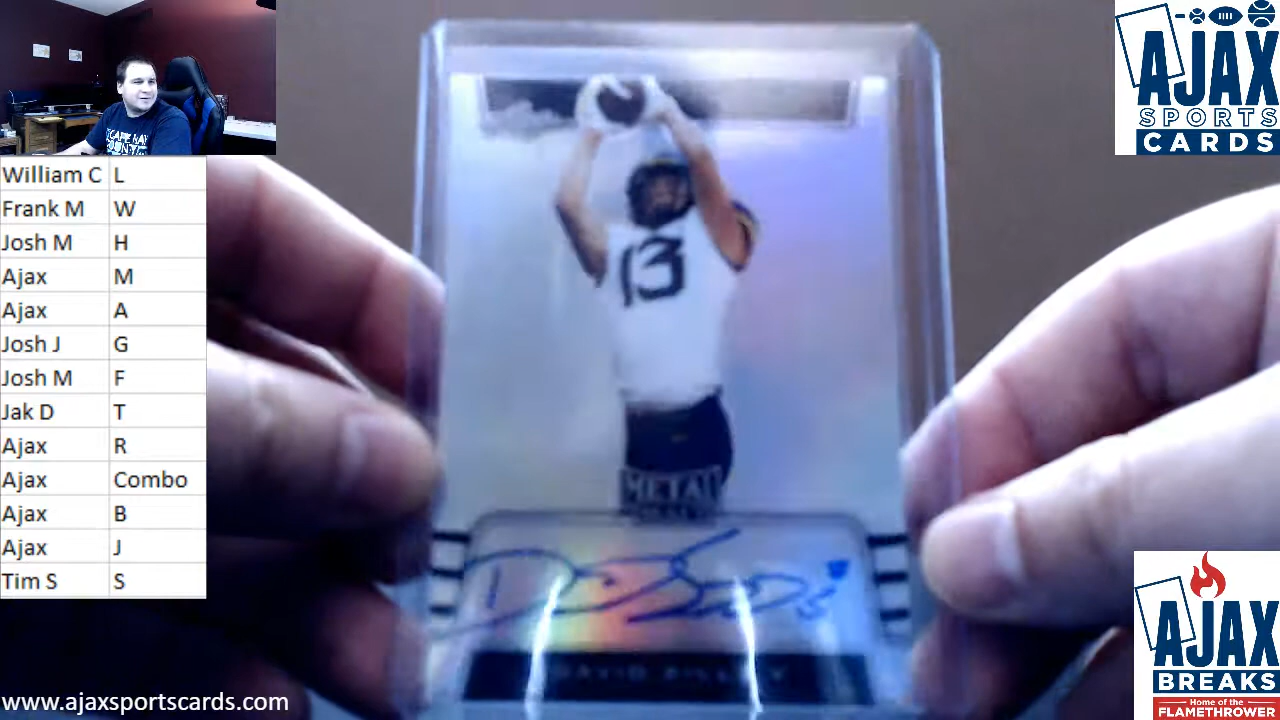 AJAX
SPORTS
CARDS
William C L
Frank M W
Josh M H
Ajax M
Ajax A
Josh J G
Josh M F
Jak D T
Ajax R
Ajax Combo
Ajax B
Ajax J
Tim S S
13
METAL
DAVID
AJAX
BREAKS
Home of the
FLAMETHROWER
www.ajaxsportscards.com